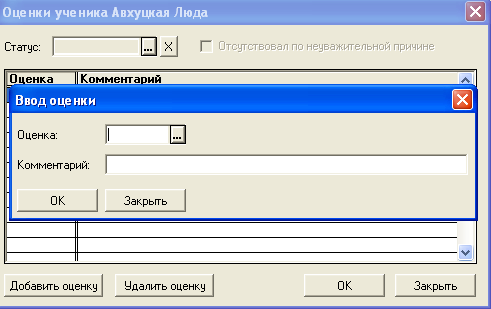 Оценки ученика Авхуцкая Люда
Статус: ... X Отсутствовал по неуважительной причине
Оценка Комментарий
Ввод оценки
Оценка: ...
Комментарий:
OK Закрыть
Добавить оценку Удалить оценку OK Закрыть